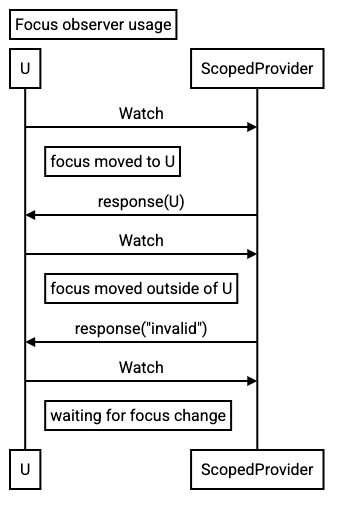 Focus observer usage
U
ScopedProvider
Watch
focus moved to U
response(U)
Watch
focus moved outside of U
response("invalid")
Watch
waiting for focus change
U
ScopedProvider